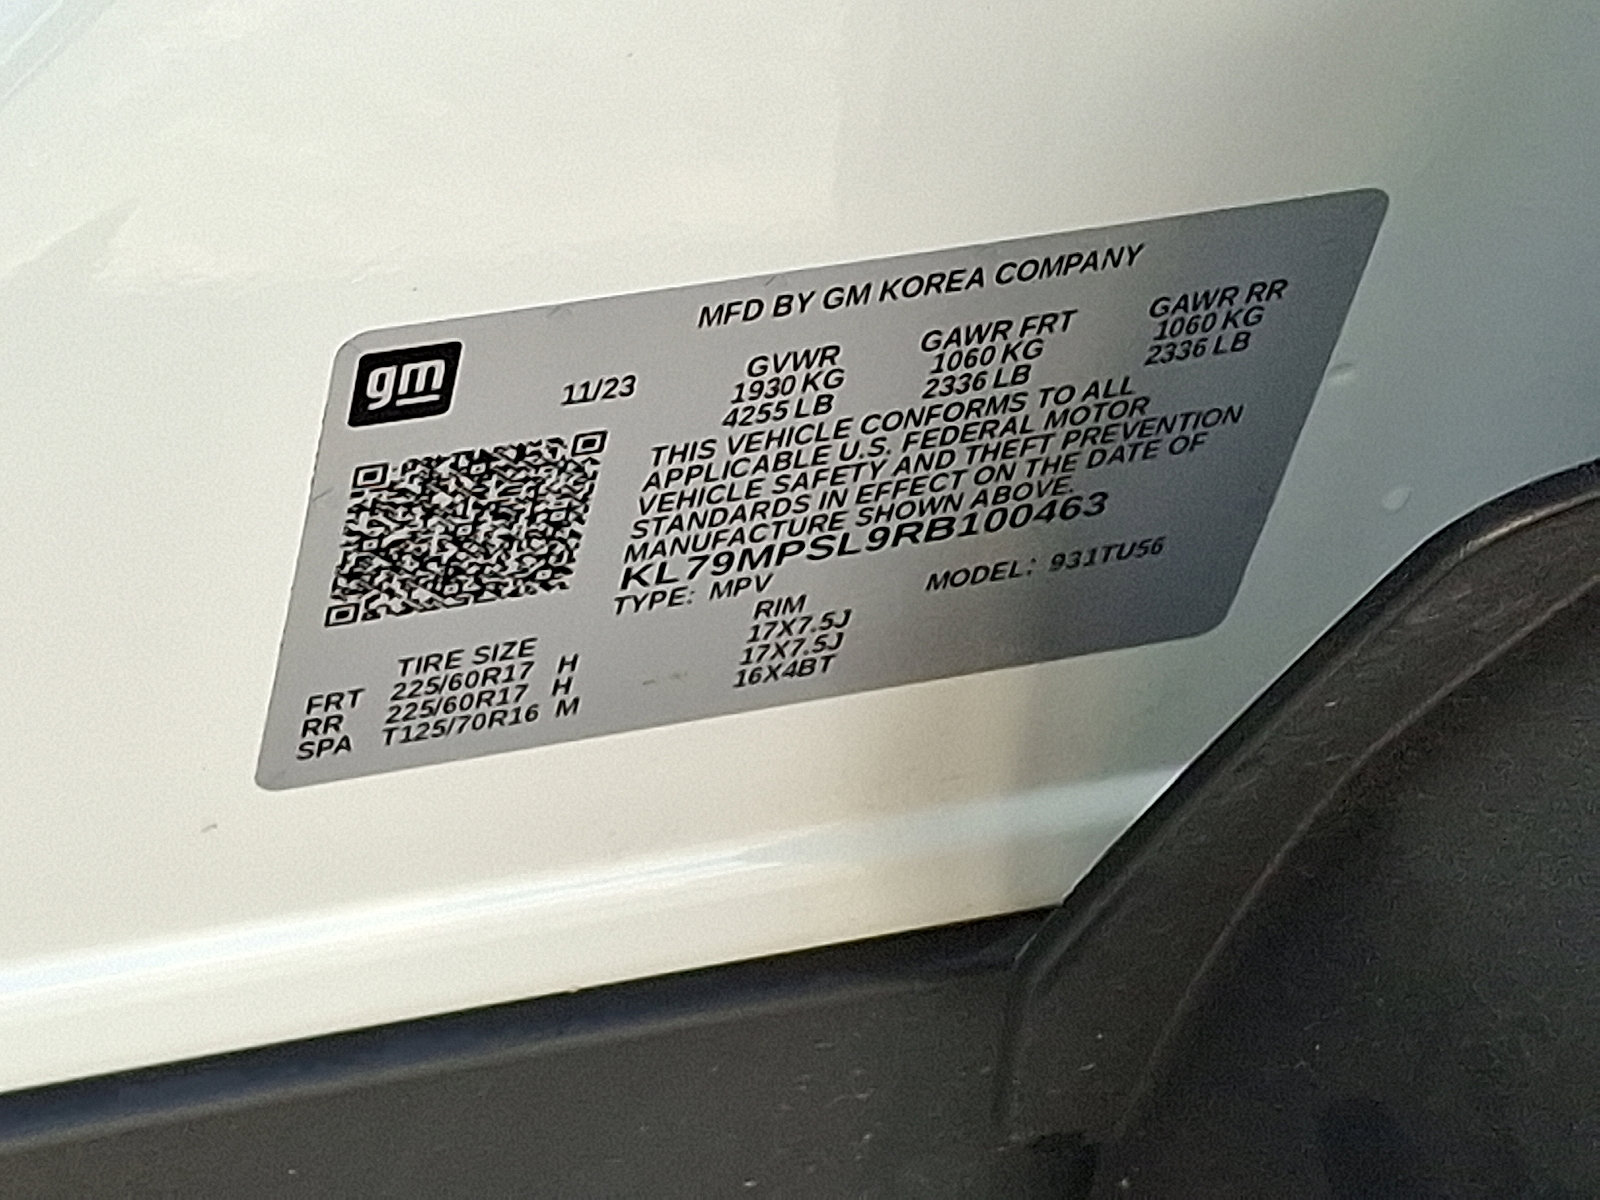 gm
MFD BY GM KOREA COMPANY
11/23
GVWR GAWR FRT GAWR RR
1930 KG 1060 KG 1060 KG
4255 LB 2336 LB 2336 LB
THIS VEHICLE CONFORMS TO ALL
APPLICABLE U.S. FEDERAL MOTOR
VEHICLE SAFETY AND THEFT PREVENTION
STANDARDS IN EFFECT ON THE DATE OF
MANUFACTURE SHOWN ABOVE.
KL79MPSL9RB100463
TYPE: MPV MODEL: 931TU56
TIRE SIZE RIM
FRT 225/60R17 H 17X7.5J
RR 225/60R17 H 17X7.5J
SPA T125/70R16 M 16X4BT